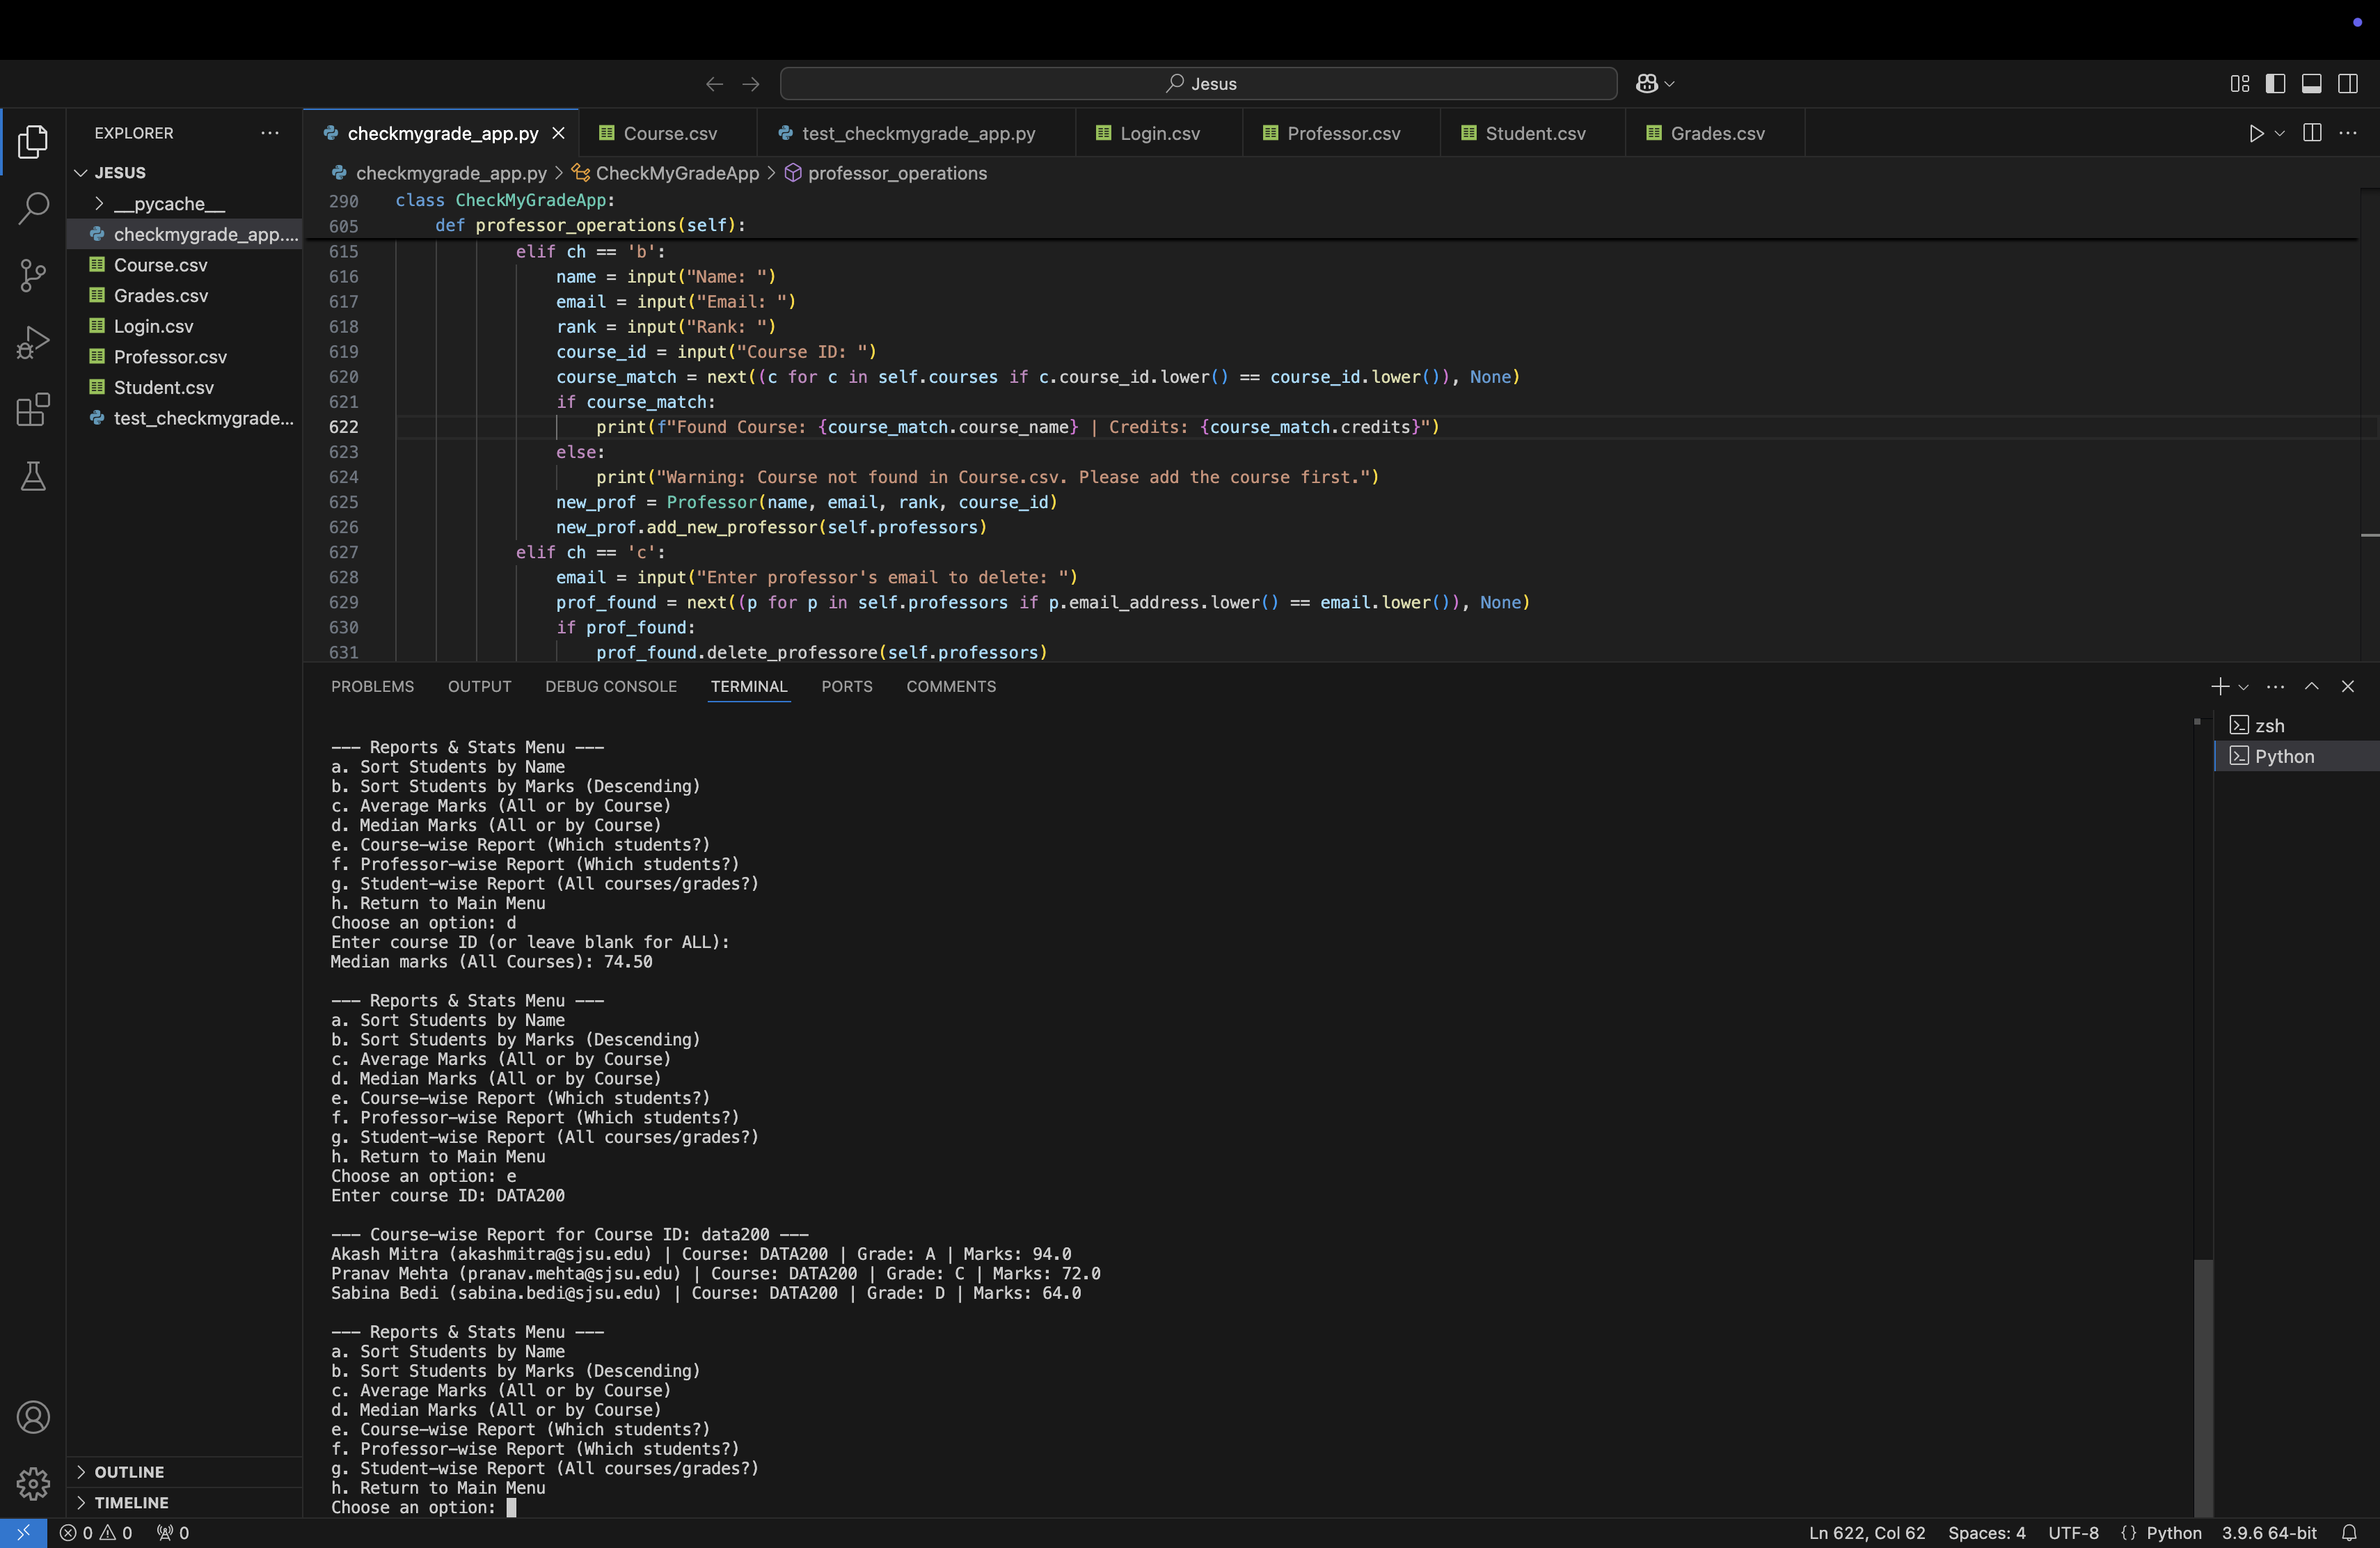 Jesus
EXPLORER
JESUS
__pycache__
checkmygrade_app....
Course.csv
Grades.csv
Login.csv
Professor.csv
Student.csv
test_checkmygrade...
OUTLINE
TIMELINE
checkmygrade_app.py
Course.csv
test_checkmygrade_app.py
Login.csv
Professor.csv
Student.csv
Grades.csv
checkmygrade_app.py > CheckMyGradeApp > professor_operations
290 class CheckMyGradeApp:
605 def professor_operations(self):
615 elif ch == 'b':
616 name = input("Name: ")
617 email = input("Email: ")
618 rank = input("Rank: ")
619 course_id = input("Course ID: ")
620 course_match = next((c for c in self.courses if c.course_id.lower() == course_id.lower()), None)
621 if course_match:
622 print(f"Found Course: {course_match.course_name} | Credits: {course_match.credits}")
623 else:
624 print("Warning: Course not found in Course.csv. Please add the course first.")
625 new_prof = Professor(name, email, rank, course_id)
626 new_prof.add_new_professor(self.professors)
627 elif ch == 'c':
628 email = input("Enter professor's email to delete: ")
629 prof_found = next((p for p in self.professors if p.email_address.lower() == email.lower()), None)
630 if prof_found:
631 prof_found.delete_professore(self.professors)
PROBLEMS OUTPUT DEBUG CONSOLE TERMINAL PORTS COMMENTS
zsh
Python
--- Reports & Stats Menu ---
a. Sort Students by Name
b. Sort Students by Marks (Descending)
c. Average Marks (All or by Course)
d. Median Marks (All or by Course)
e. Course-wise Report (Which students?)
f. Professor-wise Report (Which students?)
g. Student-wise Report (All courses/grades?)
h. Return to Main Menu
Choose an option: d
Enter course ID (or leave blank for ALL):
Median marks (All Courses): 74.50
--- Reports & Stats Menu ---
a. Sort Students by Name
b. Sort Students by Marks (Descending)
c. Average Marks (All or by Course)
d. Median Marks (All or by Course)
e. Course-wise Report (Which students?)
f. Professor-wise Report (Which students?)
g. Student-wise Report (All courses/grades?)
h. Return to Main Menu
Choose an option: e
Enter course ID: DATA200
--- Course-wise Report for Course ID: data200 ---
Akash Mitra (akashmitra@sjsu.edu) | Course: DATA200 | Grade: A | Marks: 94.0
Pranav Mehta (pranav.mehta@sjsu.edu) | Course: DATA200 | Grade: C | Marks: 72.0
Sabina Bedi (sabina.bedi@sjsu.edu) | Course: DATA200 | Grade: D | Marks: 64.0
--- Reports & Stats Menu ---
a. Sort Students by Name
b. Sort Students by Marks (Descending)
c. Average Marks (All or by Course)
d. Median Marks (All or by Course)
e. Course-wise Report (Which students?)
f. Professor-wise Report (Which students?)
g. Student-wise Report (All courses/grades?)
h. Return to Main Menu
Choose an option:
0 0 0 Ln 622, Col 62 Spaces: 4 UTF-8 {} Python 3.9.6 64-bit